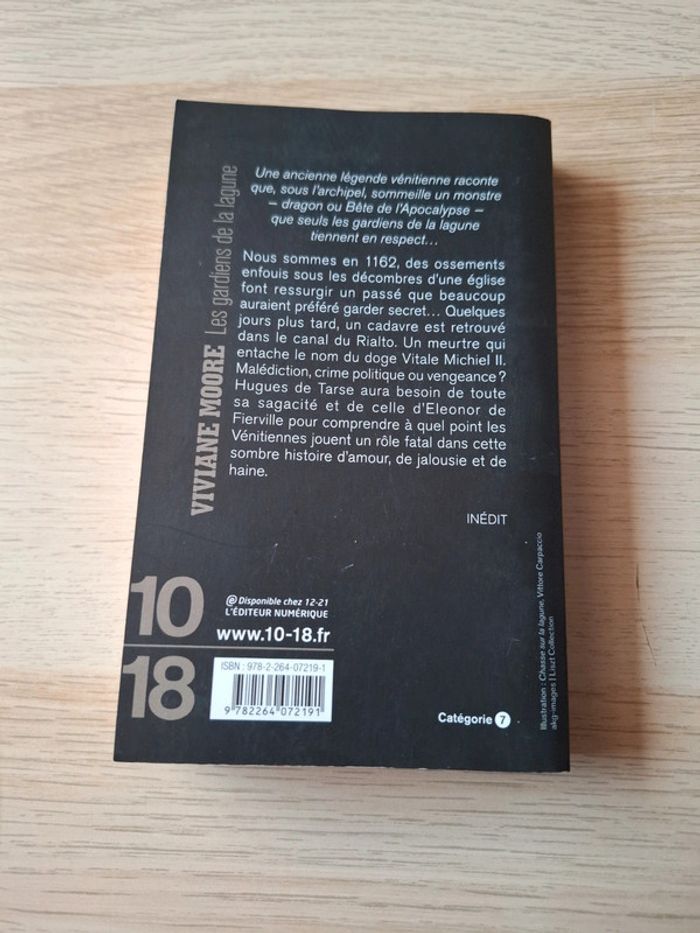 VIVIANE MOORE Les gardiens de la lagune
Une ancienne légende vénitienne raconte
que, sous l'archipel, sommeille un monstre
– dragon ou Bête de l'Apocalypse –
que seuls les gardiens de la lagune
tiennent en respect…
Nous sommes en 1162, des ossements
enfouis sous les décombres d'une église
font ressurgir un passé que beaucoup
auraient préféré garder secret… Quelques
jours plus tard, un cadavre est retrouvé
dans le canal du Rialto. Un meurtre qui
entache le nom du doge Vitale Michiel II.
Malédiction, crime politique ou vengeance ?
Hugues de Tarse aura besoin de toute
sa sagacité et de celle d'Eleonor de
Fierville pour comprendre à quel point les
Vénitiennes jouent un rôle fatal dans cette
sombre histoire d'amour, de jalousie et de
haine.
INÉDIT
10
18
@ Disponible chez 12-21
L'ÉDITEUR NUMÉRIQUE
www.10-18.fr
ISBN : 978-2-264-07219-1
9 782264 072191
Catégorie 7
Illustration : Chasse sur la lagune, Vittore Carpaccio
akg-images | Liszt Collection